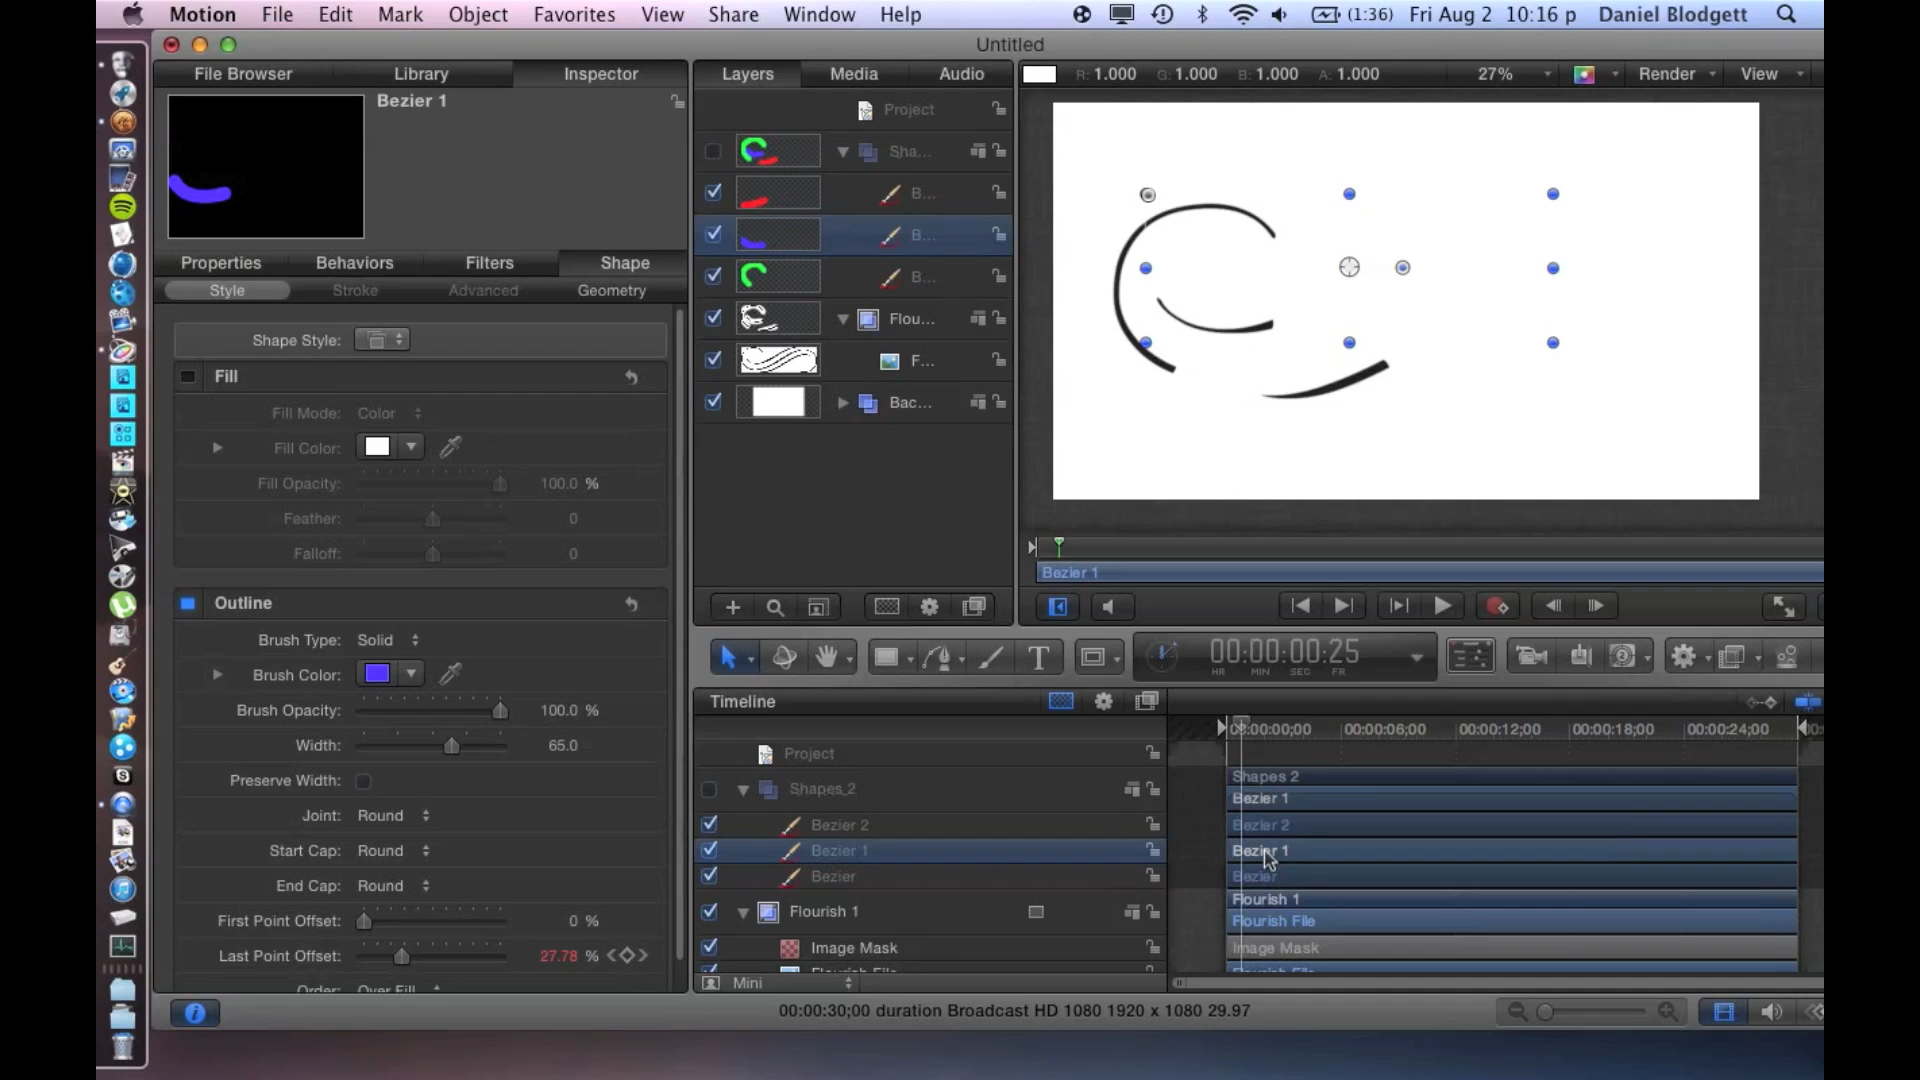 Motion File Edit Mark Object Favorites View Share Window Help (1:36) Fri Aug 2 10:16 p Daniel Blodgett
Untitled
File Browser Library Inspector
Bezier 1
Properties Behaviors Filters Shape
Style Stroke Advanced Geometry
Shape Style:
Fill
Fill Mode: Color
Fill Color:
Fill Opacity: 100.0 %
Feather: 0
Falloff: 0
Outline
Brush Type: Solid
Brush Color:
Brush Opacity: 100.0 %
Width: 65.0
Preserve Width:
Joint: Round
Start Cap: Round
End Cap: Round
First Point Offset: 0 %
Last Point Offset: 27.78 %
Order: Over Fill
Layers Media Audio
Project
Sha...
B...
B...
B...
Flou...
F...
Bac...
R: 1.000 G: 1.000 B: 1.000 A: 1.000 27% Render View
Bezier 1
T
00:00:00:25
HR MIN SEC FR
Timeline
00:00:00;00 00:00:06;00 00:00:12;00 00:00:18;00 00:00:24;00
Project
Shapes 2
Bezier 2
Bezier 1
Bezier
Flourish 1
Image Mask
Flourish File
Mini
Shapes 2
Bezier 1
Bezier 2
Bezier 1
Bezier
Flourish 1
Flourish File
Image Mask
Flourish File
00:00:30;00 duration Broadcast HD 1080 1920 x 1080 29.97